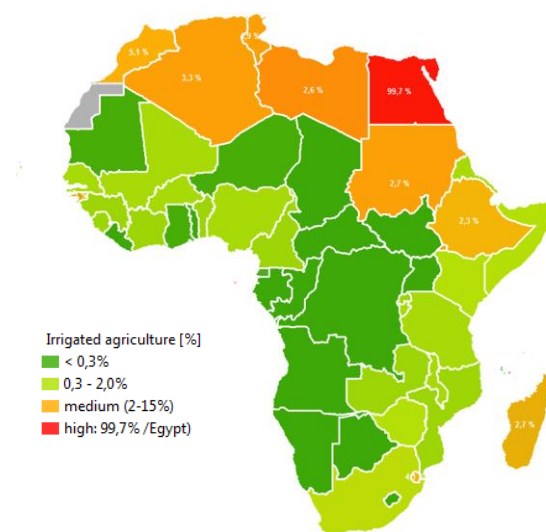 5,1 %
3,3 %
2,6 %
99,7 %
2,7 %
2,3 %
2,7 %
Irrigated agriculture [%]
< 0,3%
0,3 - 2,0%
medium (2-15%)
high: 99,7% /Egypt)